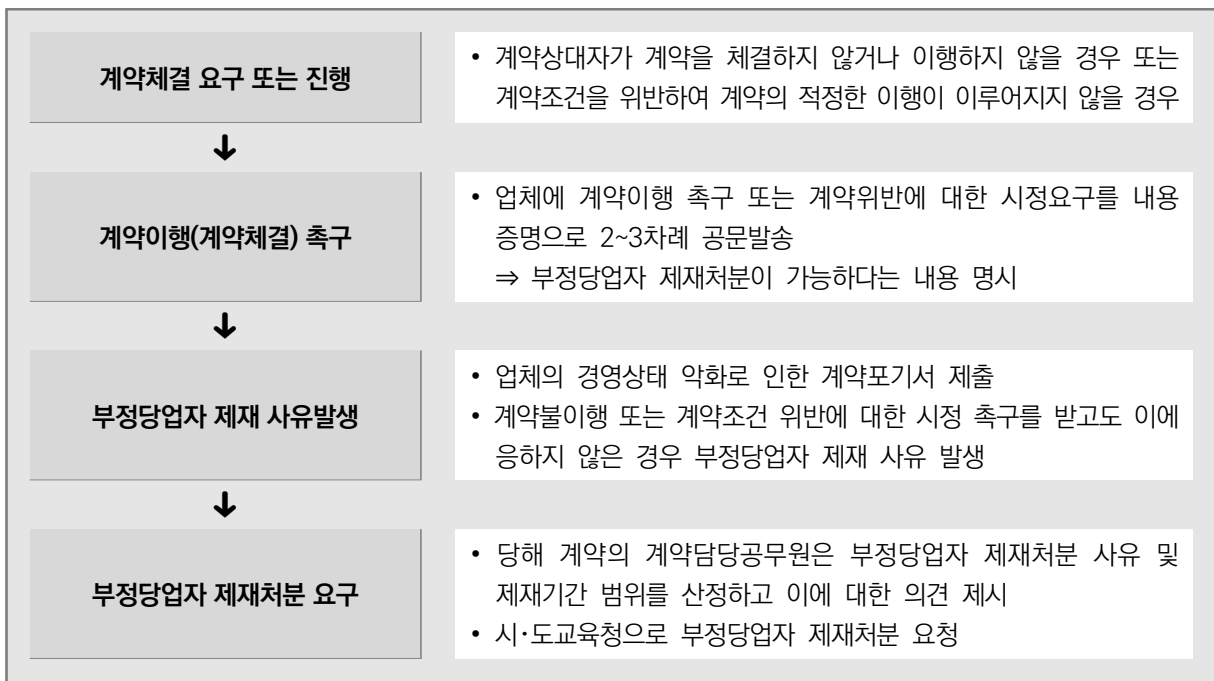 계약체결 요구 또는 진행
• 계약상대자가 계약을 체결하지 않거나 이행하지 않을 경우 또는
계약조건을 위반하여 계약의 적정한 이행이 이루어지지 않을 경우
↓
계약이행(계약체결) 촉구
• 업체에 계약이행 촉구 또는 계약위반에 대한 시정요구를 내용
증명으로 2~3차례 공문발송
⇒ 부정당업자 제재처분이 가능하다는 내용 명시
↓
부정당업자 제재 사유발생
• 업체의 경영상태 악화로 인한 계약포기서 제출
• 계약불이행 또는 계약조건 위반에 대한 시정 촉구를 받고도 이에
응하지 않은 경우 부정당업자 제재 사유 발생
↓
부정당업자 제재처분 요구
• 당해 계약의 계약담당공무원은 부정당업자 제재처분 사유 및
제재기간 범위를 산정하고 이에 대한 의견 제시
• 시·도교육청으로 부정당업자 제재처분 요청